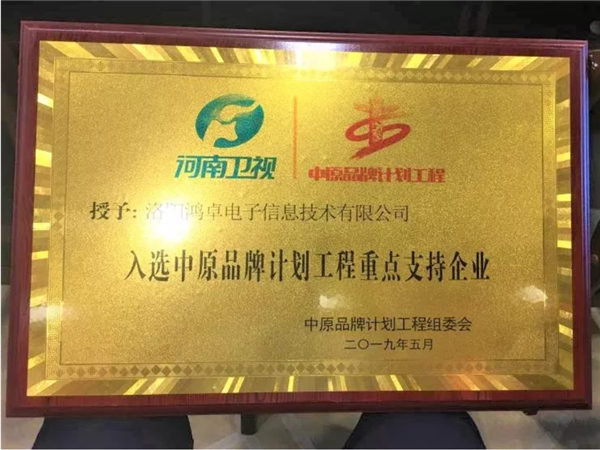 河南卫视
中原品牌计划工程
授予:洛阳鸿卓电子信息技术有限公司
入选中原品牌计划工程重点支持企业
中原品牌计划工程组委会
二〇一九年五月